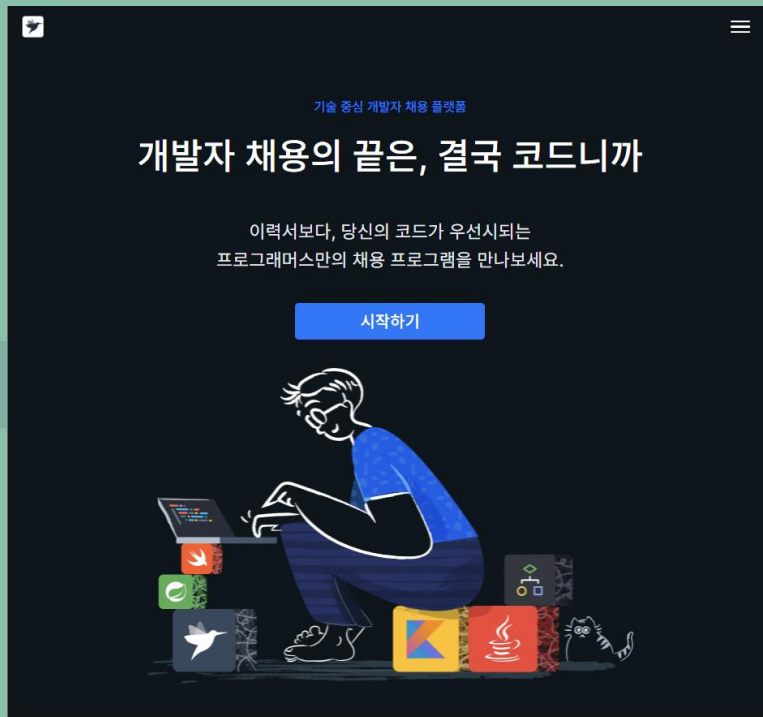 기술 중심 개발자 채용 플랫폼
개발자 채용의 끝은, 결국 코드니까
이력서보다, 당신의 코드가 우선시되는
프로그래머스만의 채용 프로그램을 만나보세요.
시작하기